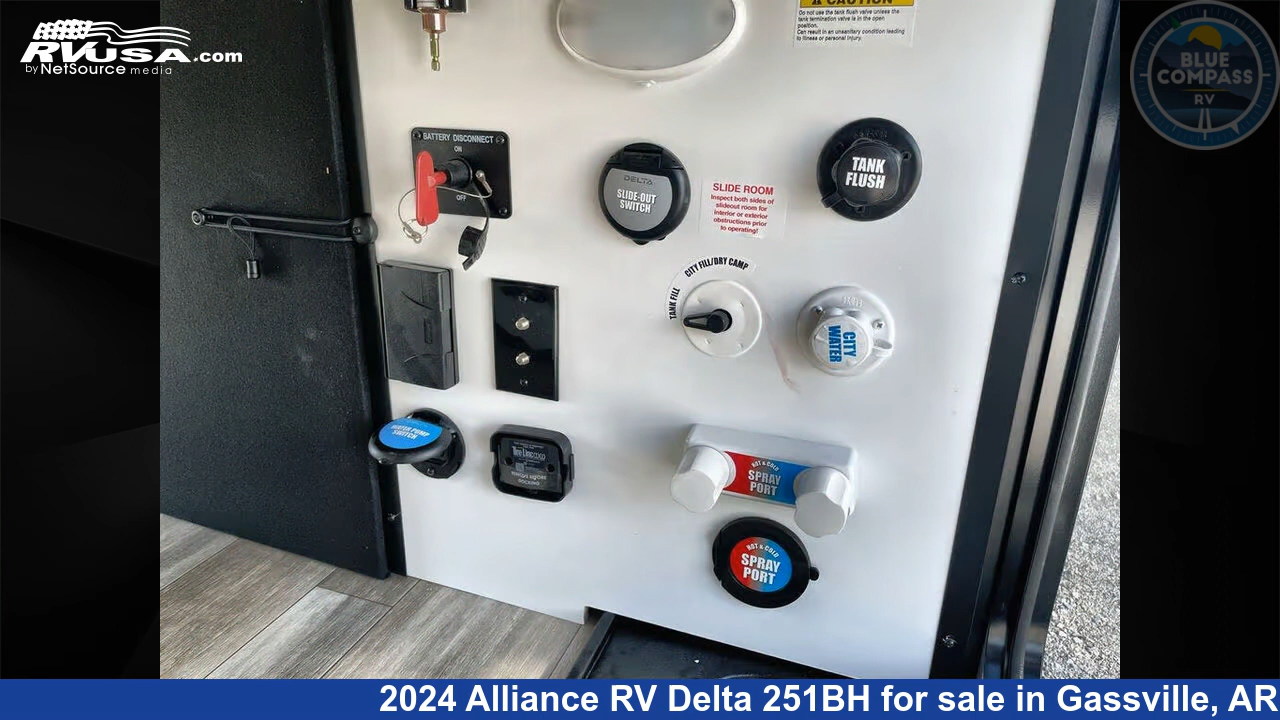 RVUSA.com
by NetSource media
CAUTION
Do not use the tank flush valve unless the
tank termination valve is in the open
position.
Can result in an unsanitary condition leading
to illness or personal injury.
BLUE
COMPASS
RV
BATTERY DISCONNECT
ON
OFF
DELTA
SLIDE-OUT
SWITCH
SLIDE ROOM
Inspect both sides of
slideout room for
interior or exterior
obstructions prior
to operating!
TANK
FLUSH
CITY FILL/DRY CAMP
TANK FILL
CITY
WATER
WATER PUMP
SWITCH
HOT & COLD
SPRAY
PORT
HOT & COLD
SPRAY
PORT
2024 Alliance RV Delta 251BH for sale in Gassville, AR